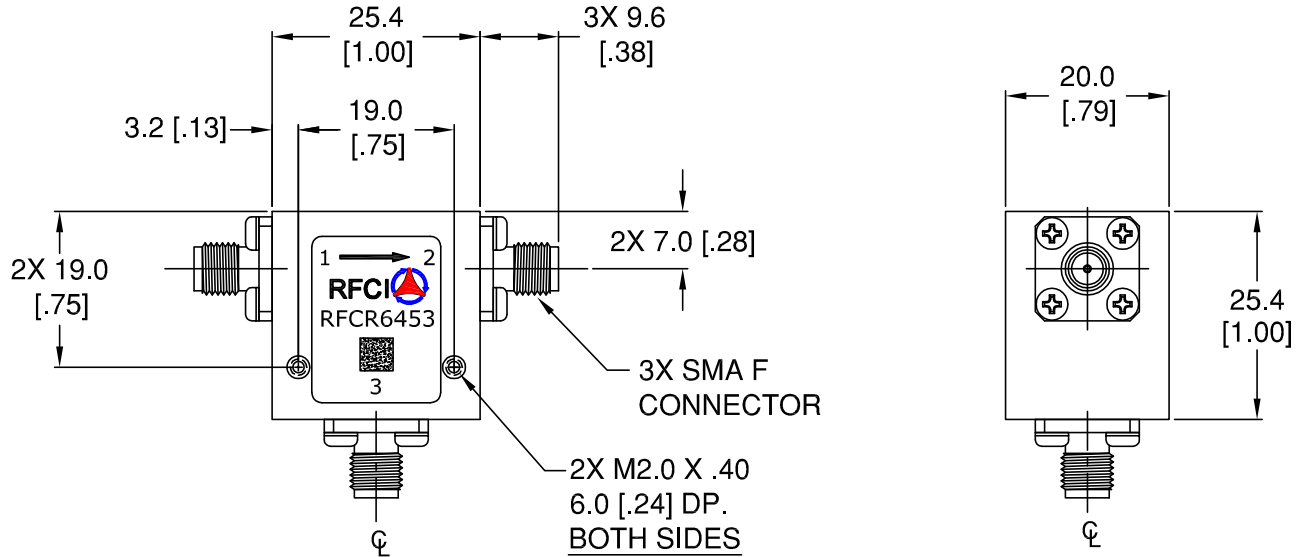 25.4
[1.00]
3X 9.6
[.38]
3.2 [.13]
19.0
[.75]
20.0
[.79]
2X 19.0
[.75]
2X 7.0 [.28]
1 2
RFCI
RFCR6453
3
25.4
[1.00]
3X SMA F
CONNECTOR
2X M2.0 X .40
6.0 [.24] DP.
BOTH SIDES
℄
℄